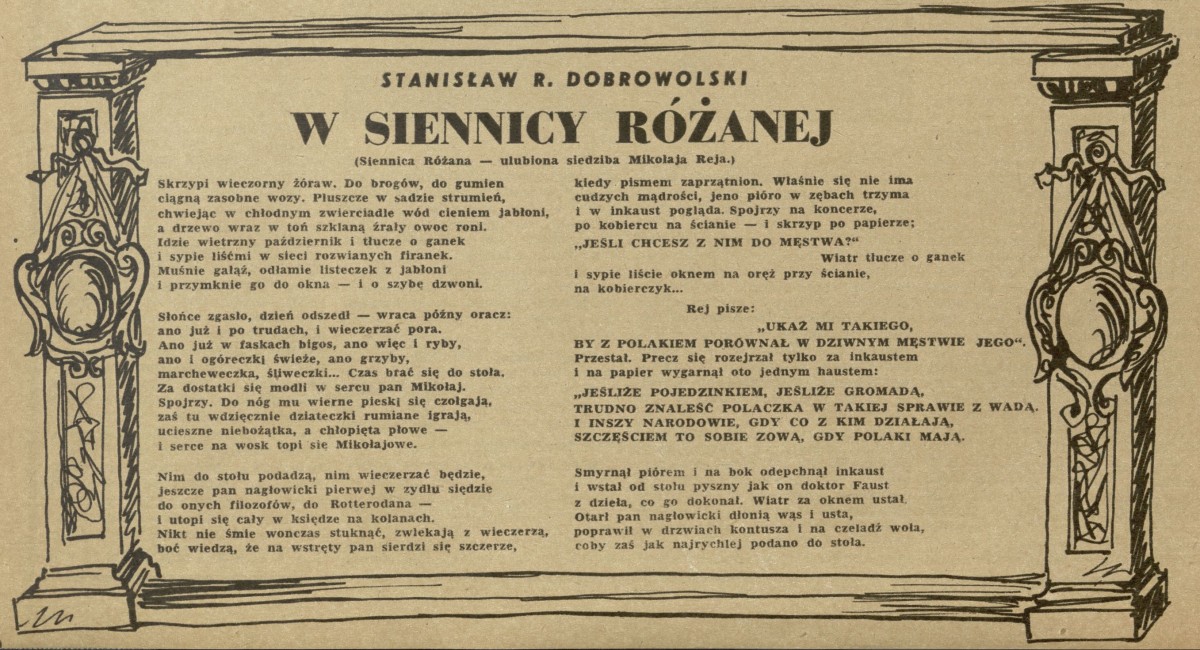 STANISŁAW R. DOBROWOLSKI
W SIENNICY RÓŻANEJ
(Siennica Różana — ulubiona siedziba Mikołaja Reja.)
Skrzypi wieczorny żóraw. Do brogów, do gumien
ciągną zasobne wozy. Pluszcze w sadzie strumień,
chwiejąc w chłodnym zwierciadle wód cieniem jabłoni,
a drzewo wraz w toń szklaną źrały owoc roni.
Idzie wietrzny październik i tłucze o ganek
i sypie liśćmi w sieci rozwianych firanek.
Muśnie gałąź, odłamie listeczek z jabłoni
i przymknie go do okna — i o szybę dzwoni.
Słońce zgasło, dzień odszedł — wraca późny oracz:
ano już i po trudach, i wieczerzać pora.
Ano już w faskach bigos, ano więc i ryby,
ano i ogóreczki świeże, ano grzyby,
marcheweczka, śliweczki... Czas brać się do stoła.
Za dostatki się modli w sercu pan Mikołaj.
Spojrzy. Do nóg mu wierne pieski się czołgają,
zaś tu wdzięcznie dziateczki rumiane igrają,
ucieszne niebożątka, a chłopięta płowe —
i serce na wosk topi się Mikołajowe.
Nim do stołu podadzą, nim wieczerzać będzie,
jeszcze pan nagłowicki pierwej w zydlu siędzie
do onych filozofów, do Rotterodana —
i utopi się cały w księdze na kolanach.
Nikt nie śmie wonczas stuknąć, zwlekają z wieczerzą,
boć wiedzą, że na wstręty pan sierdzi się szczerze,
kiedy pismem zaprzątnion. Właśnie się nie ima
cudzych mądrości, jeno pióro w zębach trzyma
i w inkaust pogląda. Spojrzy na koncerze,
po kobiercu na ścianie — i skrzyp po papierze;
„JEŚLI CHCESZ Z NIM DO MĘSTWA?“
Wiatr tłucze o ganek
i sypie liście oknem na oręż przy ścianie,
na kobierczyk...
Rej pisze:
„UKAŻ MI TAKIEGO,
BY Z POLAKIEM PORÓWNAŁ W DZIWNYM MĘSTWIE JEGO“.
Przestał. Precz się rozejrzał tylko za inkaustem
i na papier wygarnął oto jednym haustem:
„JEŚLIŻE POJEDZINKIEM, JEŚLIŻE GROMADĄ,
TRUDNO ZNALEŚĆ POLACZKA W TAKIEJ SPRAWIE Z WADĄ.
I INSZY NARODOWIE, GDY CO Z KIM DZIAŁAJĄ,
SZCZĘŚCIEM TO SOBIE ZOWĄ, GDY POLAKI MAJĄ.
Smyrnął piórem i na bok odepchnął inkaust
i wstał od stołu pyszny jak on doktor Faust
z dzieła, co go dokonał. Wiatr za oknem ustał.
Otarł pan nagłowicki dłonią wąs i usta,
poprawił w drzwiach kontusza i na czeladź woła,
coby zaś jak najrychlej podano do stoła.